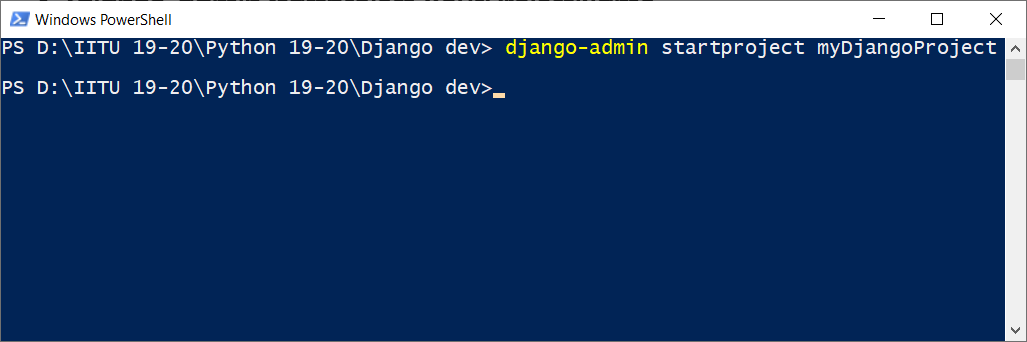 Windows PowerShell
PS D:\IITU 19-20\Python 19-20\Django dev> django-admin startproject myDjangoProject
PS D:\IITU 19-20\Python 19-20\Django dev>